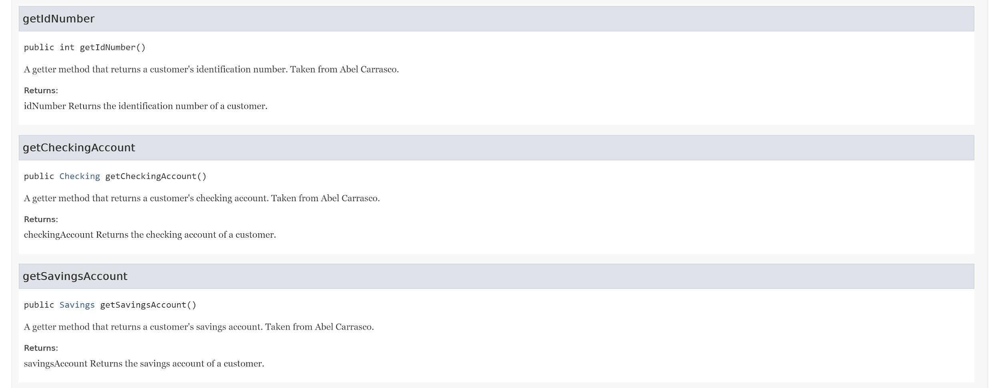 getIdNumber
public int getIdNumber()
A getter method that returns a customer's identification number. Taken from Abel Carrasco.
Returns:
idNumber Returns the identification number of a customer.
getCheckingAccount
public Checking getCheckingAccount()
A getter method that returns a customer's checking account. Taken from Abel Carrasco.
Returns:
checkingAccount Returns the checking account of a customer.
getSavingsAccount
public Savings getSavingsAccount()
A getter method that returns a customer's savings account. Taken from Abel Carrasco.
Returns:
savingsAccount Returns the savings account of a customer.